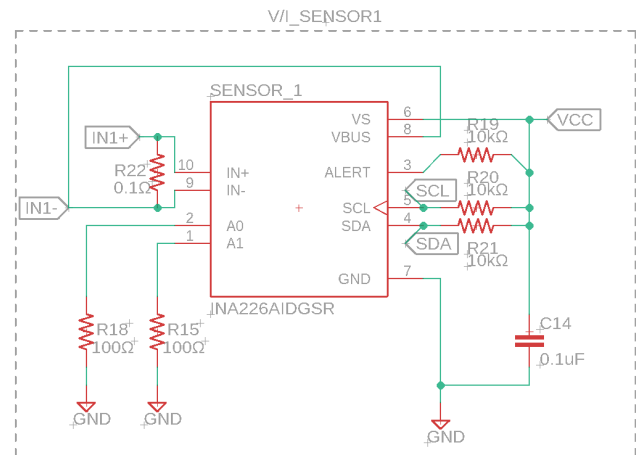 V/I_SENSOR1
SENSOR_1
VS 6
VCC
VBUS 8
R19
10kΩ
IN1+
R22
0.1Ω
10 IN+
ALERT 3
9 IN-
SCL
R20
10kΩ
IN1-
SCL 5
2 A0
SDA 4
1 A1
SDA
R21
10kΩ
GND 7
INA226AIDGSR
R18
100Ω
R15
100Ω
C14
0.1uF
GND
GND
GND